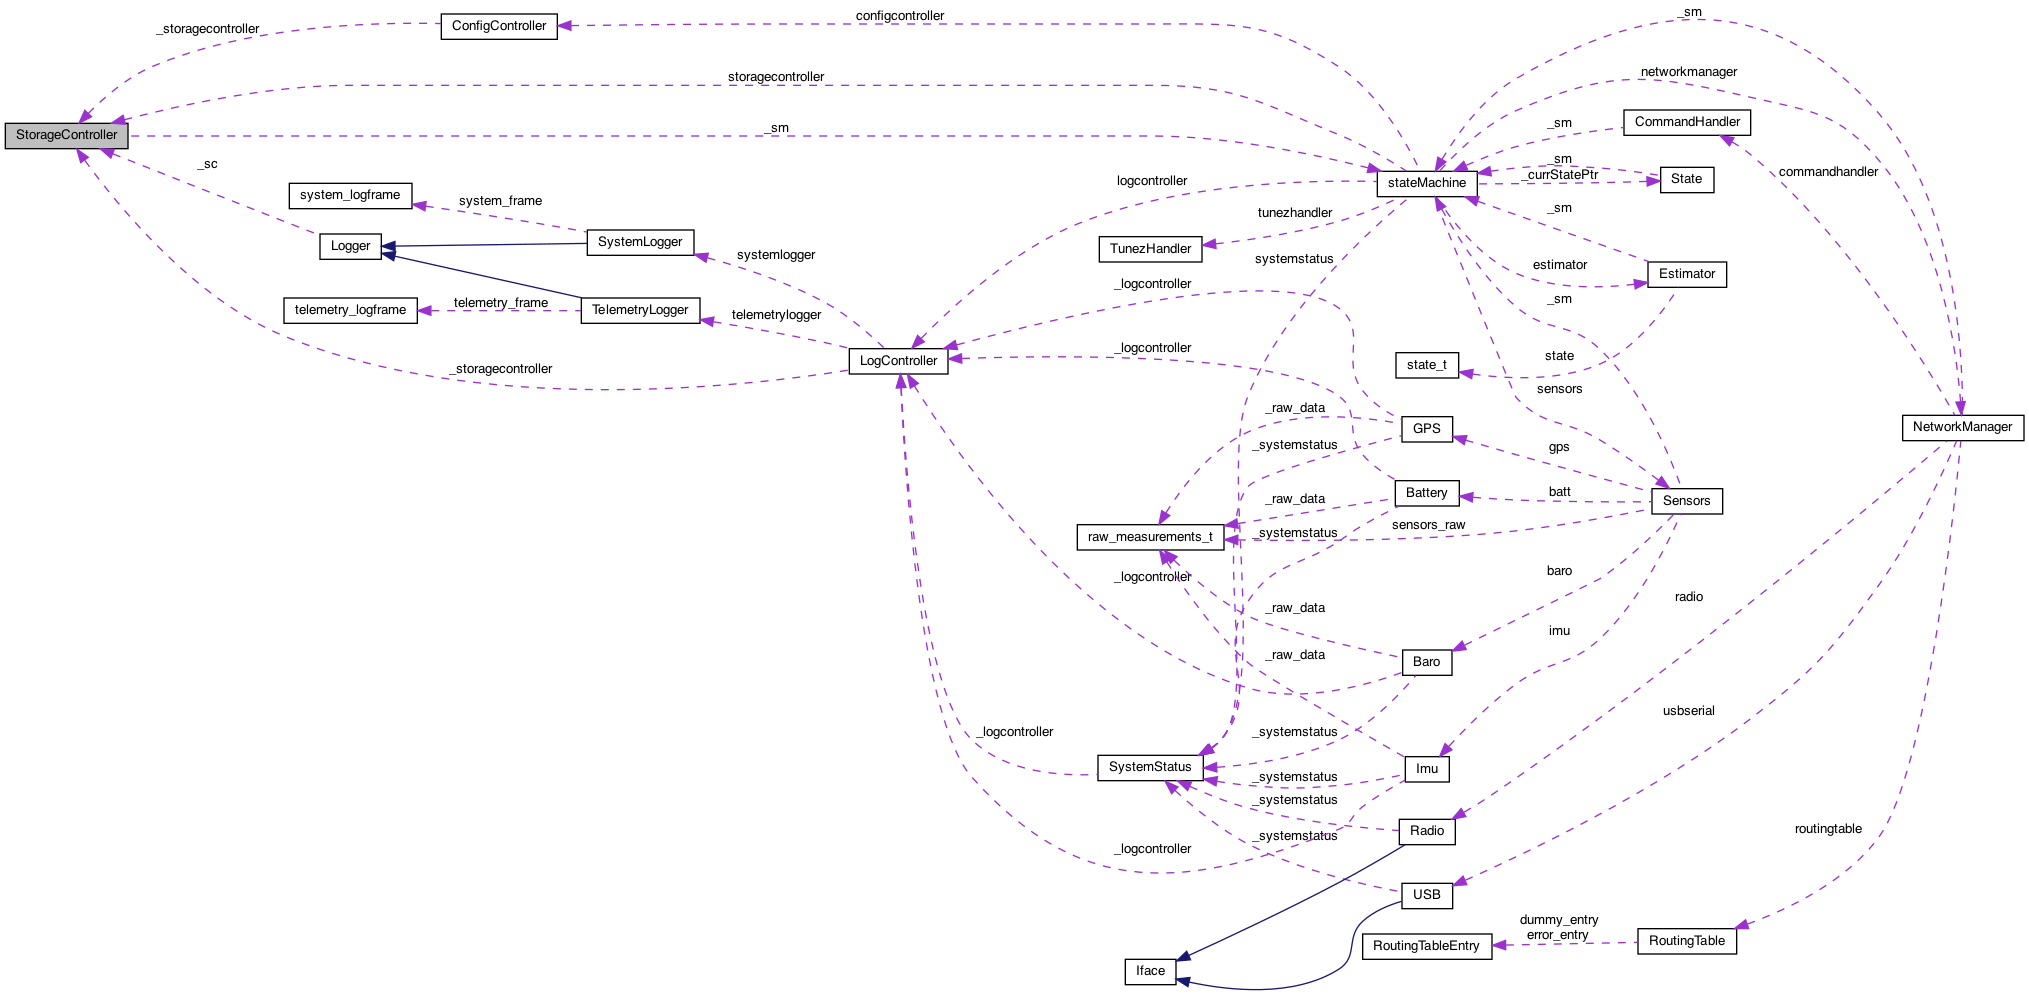 _sm
configcontroller
ConfigController
_storagecontroller
networkmanager
storagecontroller
CommandHandler
_sm
_sm
StorageController
_sc
_sm
_currStatePtr
State
commandhandler
logcontroller
stateMachine
system_logframe
system_frame
tunezhandler
_sm
Logger
SystemLogger
systemlogger
TunezHandler
systemstatus
estimator
Estimator
_logcontroller
_sm
telemetry_logframe
telemetry_frame
TelemetryLogger
telemetrylogger
_logcontroller
LogController
state_t
state
_storagecontroller
sensors
_raw_data
GPS
NetworkManager
_systemstatus
gps
Battery
batt
Sensors
_raw_data
sensors_raw
raw_measurements_t
_systemstatus
_logcontroller
baro
radio
_raw_data
imu
_raw_data
Baro
usbserial
_logcontroller
_systemstatus
SystemStatus
Imu
_systemstatus
_systemstatus
Radio
_systemstatus
routingtable
_logcontroller
USB
dummy_entry
error_entry
RoutingTableEntry
RoutingTable
Iface